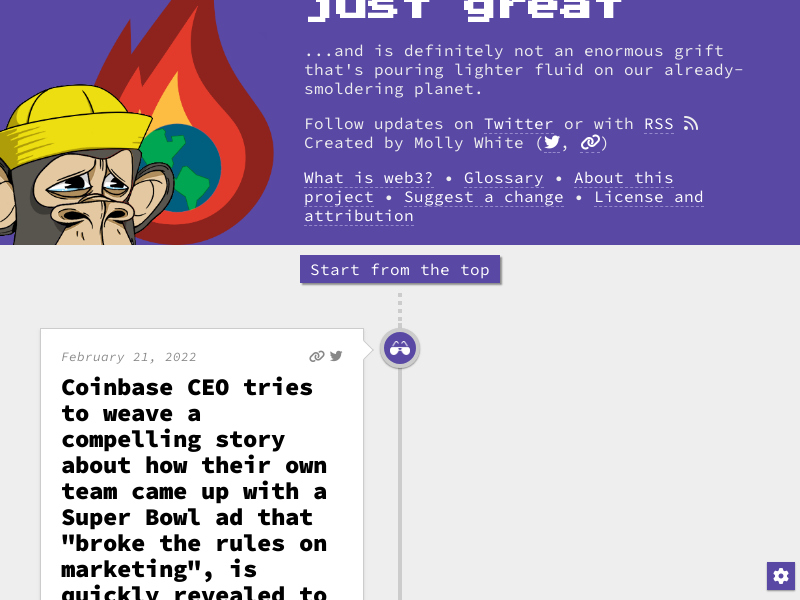 just great
...and is definitely not an enormous grift
that's pouring lighter fluid on our already-
smoldering planet.
Follow updates on Twitter or with RSS
Created by Molly White ( , )
What is web3? • Glossary • About this
project • Suggest a change • License and
attribution
Start from the top
February 21, 2022
Coinbase CEO tries
to weave a
compelling story
about how their own
team came up with a
Super Bowl ad that
"broke the rules on
marketing", is
quickly revealed to